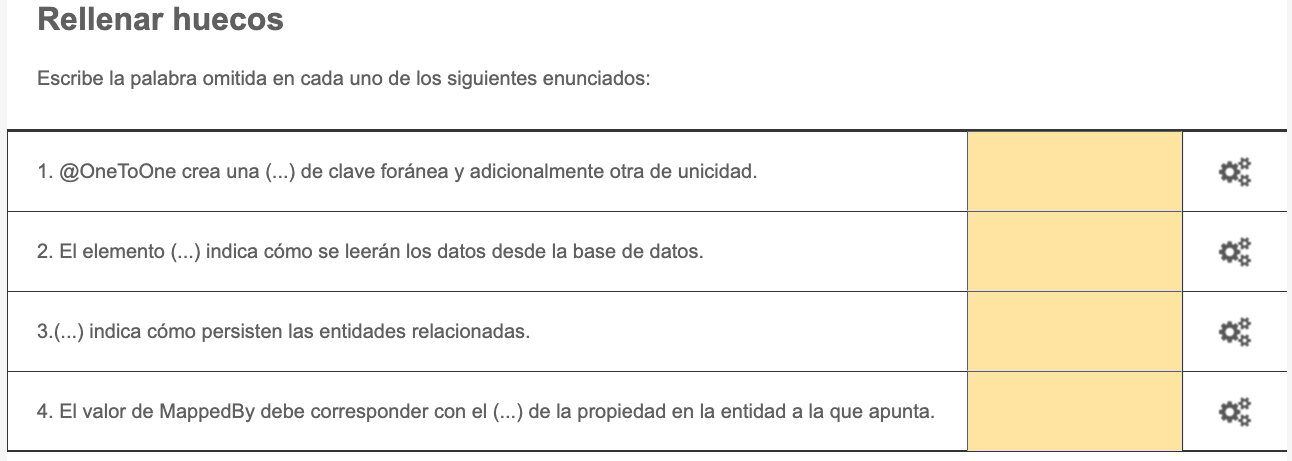 Rellenar huecos
Escribe la palabra omitida en cada uno de los siguientes enunciados:
1. @OneToOne crea una (...) de clave foránea y adicionalmente otra de unicidad.
2. El elemento (...) indica cómo se leerán los datos desde la base de datos.
3.(...) indica cómo persisten las entidades relacionadas.
4. El valor de MappedBy debe corresponder con el (...) de la propiedad en la entidad a la que apunta.